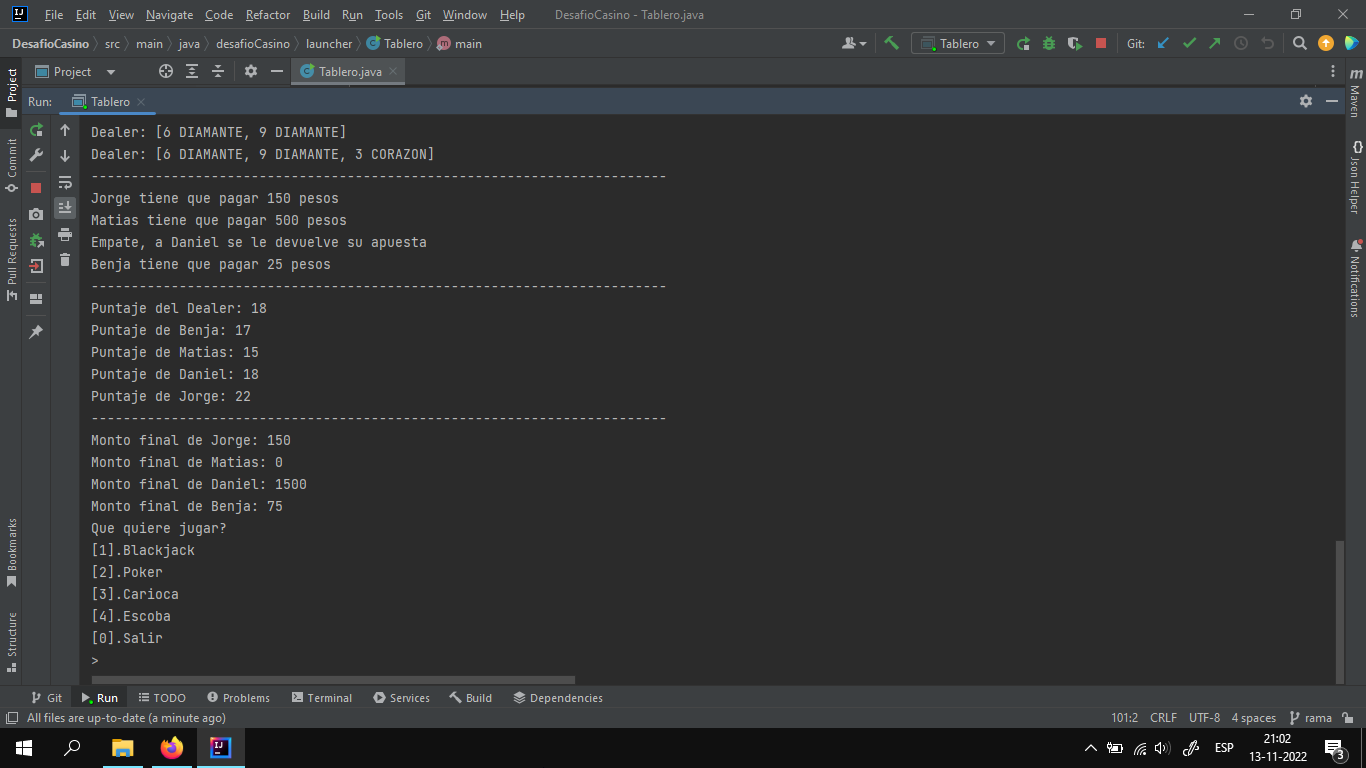 File Edit View Navigate Code Refactor Build Run Tools Git Window Help DesafioCasino - Tablero.java
DesafioCasino src main java desafioCasino launcher Tablero main Tablero Git:
Project Tablero.java
Run: Tablero
Project
Commit
Pull Requests
Bookmarks
Structure
Dealer: [6 DIAMANTE, 9 DIAMANTE]
Dealer: [6 DIAMANTE, 9 DIAMANTE, 3 CORAZON]
------------------------------------------------------------------------
Jorge tiene que pagar 150 pesos
Matias tiene que pagar 500 pesos
Empate, a Daniel se le devuelve su apuesta
Benja tiene que pagar 25 pesos
------------------------------------------------------------------------
Puntaje del Dealer: 18
Puntaje de Benja: 17
Puntaje de Matias: 15
Puntaje de Daniel: 18
Puntaje de Jorge: 22
------------------------------------------------------------------------
Monto final de Jorge: 150
Monto final de Matias: 0
Monto final de Daniel: 1500
Monto final de Benja: 75
Que quiere jugar?
[1].Blackjack
[2].Poker
[3].Carioca
[4].Escoba
[0].Salir
>
m Maven
{} Json Helper
Notifications
Git Run TODO Problems Terminal Services Build Dependencies
All files are up-to-date (a minute ago) 101:2 CRLF UTF-8 4 spaces rama
ESP 21:02
13-11-2022 3